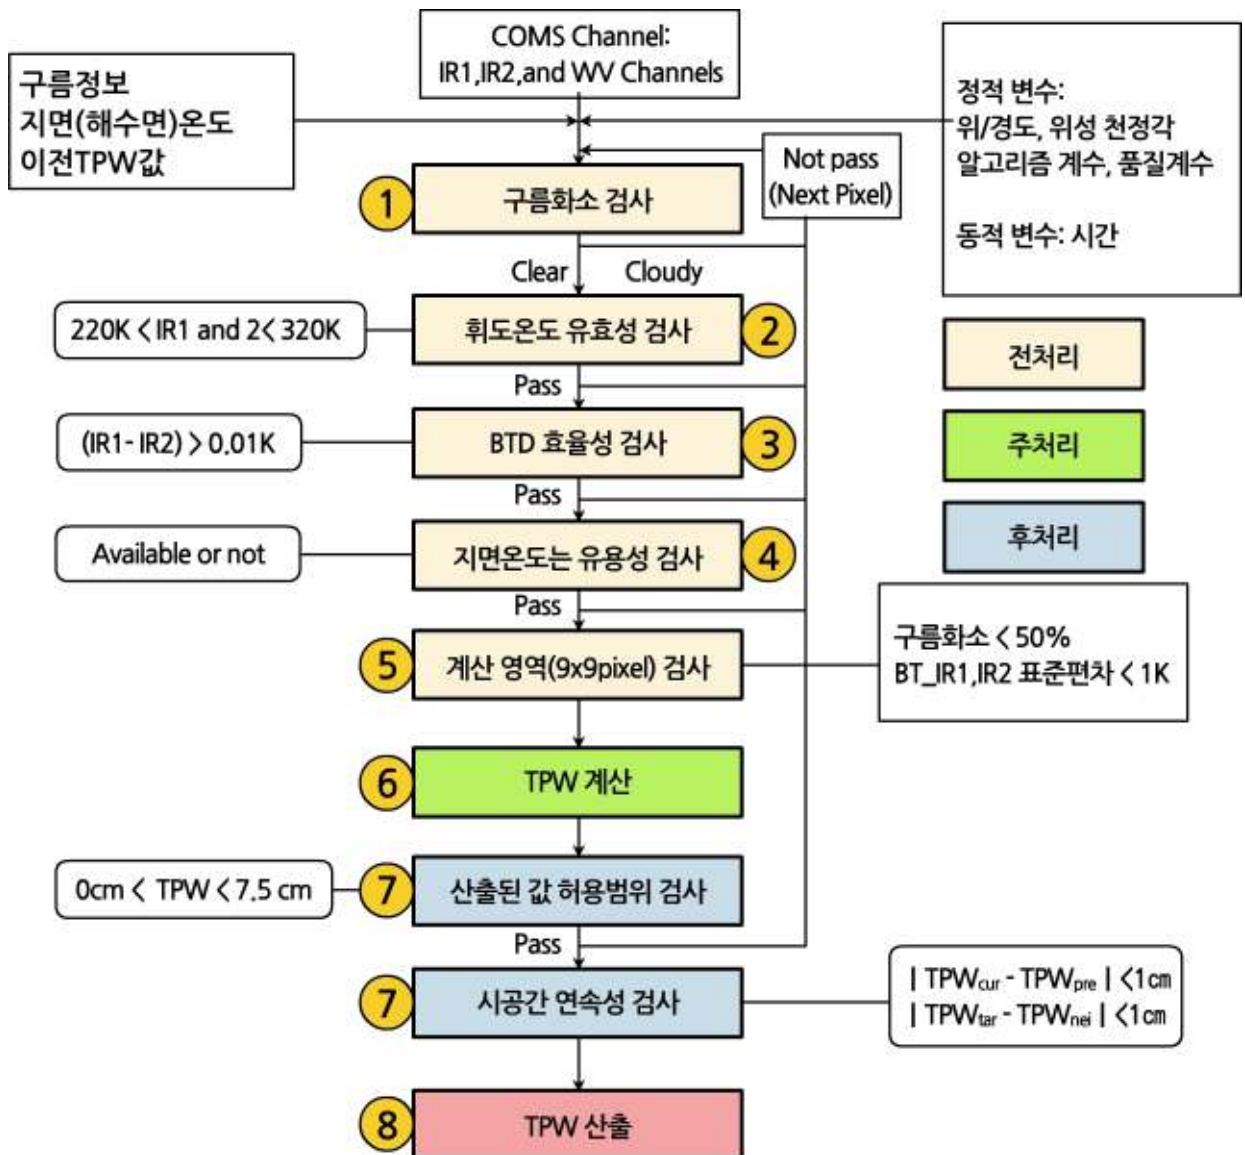 COMS Channel:
IR1,IR2,and WV Channels
구름정보
지면(해수면)온도
이전TPW값
정적 변수:
위/경도, 위성 천정각
알고리즘 계수, 품질계수
동적 변수: 시간
Not pass
(Next Pixel)
① 구름화소 검사
Clear Cloudy
220K < IR1 and 2< 320K
휘도온도 유효성 검사 ②
Pass
(IR1- IR2) > 0.01K
BTD 효율성 검사 ③
Pass
Available or not
지면온도는 유용성 검사 ④
Pass
⑤ 계산 영역(9x9pixel) 검사
구름화소 < 50%
BT_IR1,IR2 표준편차 < 1K
전처리
주처리
후처리
⑥ TPW 계산
0cm < TPW < 7.5 cm
⑦ 산출된 값 허용범위 검사
Pass
⑦ 시공간 연속성 검사
| TPWcur - TPWpre | <1㎝
| TPWtar - TPWnei | <1㎝
⑧ TPW 산출